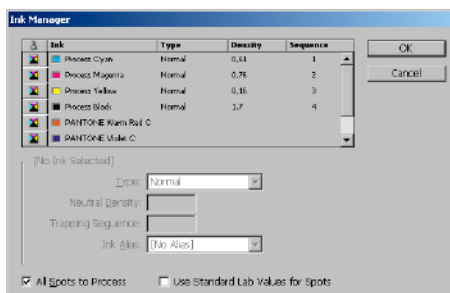 Ink Manager
Ink Type Density Sequence
Process Cyan Normal 0,61 1
Process Magenta Normal 0,76 2
Process Yellow Normal 0,16 3
Process Black Normal 1,7 4
PANTONE Warm Red C
PANTONE Violet C
OK
Cancel
[No Ink Selected]
Type: Normal
Neutral Density:
Trapping Sequence:
Ink Alias: [No Alias]
All Spots to Process Use Standard Lab Values for Spots